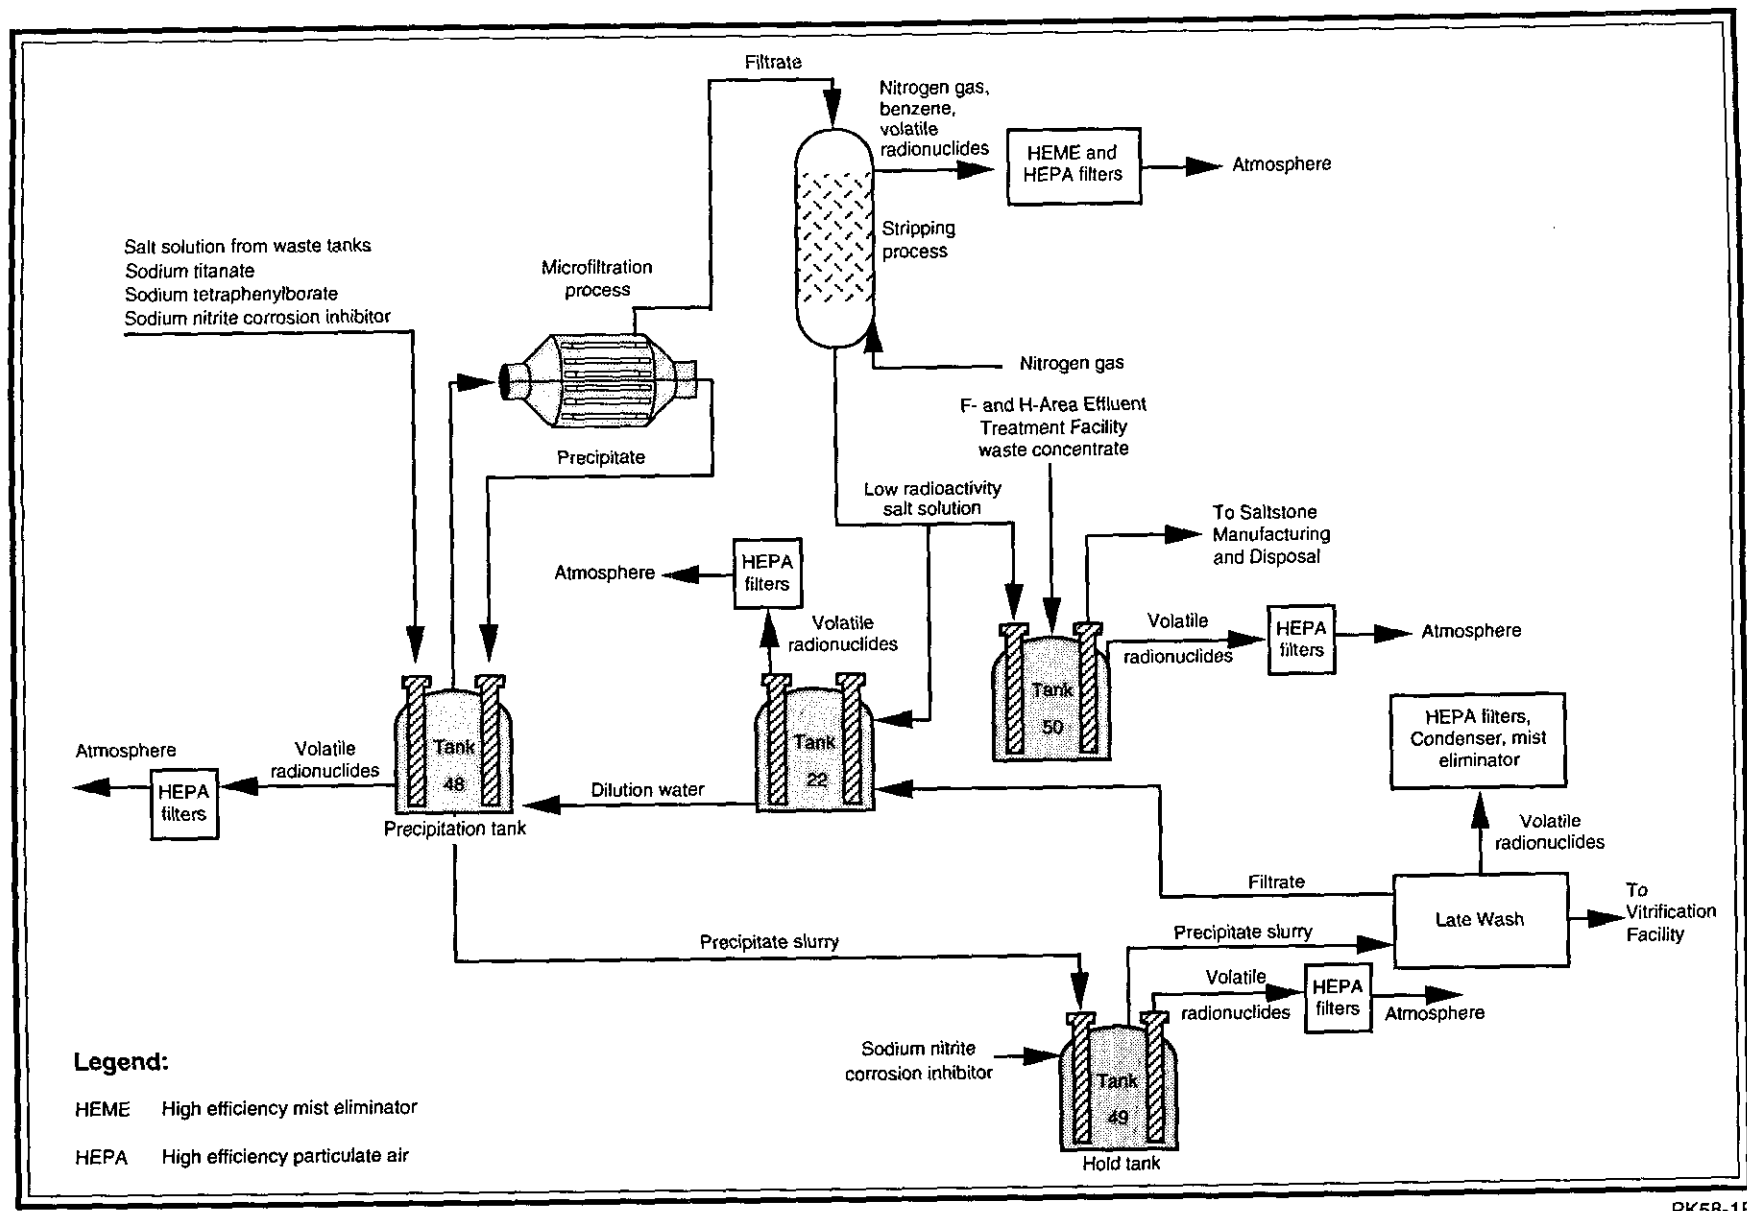 Filtrate
Nitrogen gas,
benzene,
volatile
radionuclides
HEME and
HEPA filters
Atmosphere
Salt solution from waste tanks
Sodium titanate
Sodium tetraphenylborate
Sodium nitrite corrosion inhibitor
Microfiltration
process
Stripping
process
Nitrogen gas
Precipitate
F- and H-Area Effluent
Treatment Facility
waste concentrate
Low radioactivity
salt solution
To Saltstone
Manufacturing
and Disposal
Atmosphere
HEPA
filters
Volatile
radionuclides
Volatile
radionuclides
HEPA
filters
Atmosphere
Tank
50
HEPA filters,
Condenser, mist
eliminator
Atmosphere
HEPA
filters
Volatile
radionuclides
Tank
48
Precipitation tank
Dilution water
Tank
22
Volatile
radionuclides
Filtrate
Late Wash
To
Vitrification
Facility
Precipitate slurry
Precipitate slurry
Volatile
radionuclides
HEPA
filters
Atmosphere
Sodium nitrite
corrosion inhibitor
Tank
49
Hold tank
Legend:
HEME High efficiency mist eliminator
HEPA High efficiency particulate air